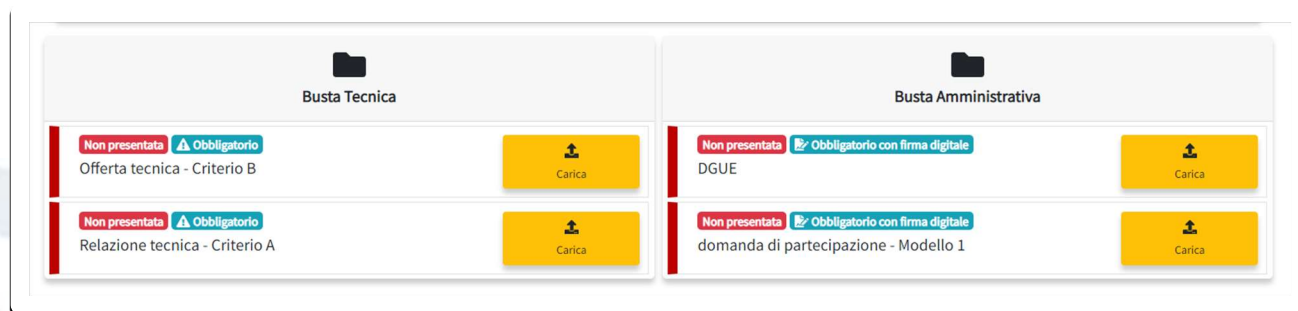 Busta Tecnica
Non presentata Obbligatorio
Offerta tecnica - Criterio B
Carica
Non presentata Obbligatorio
Relazione tecnica - Criterio A
Carica
Busta Amministrativa
Non presentata Obbligatorio con firma digitale
DGUE
Carica
Non presentata Obbligatorio con firma digitale
domanda di partecipazione - Modello 1
Carica